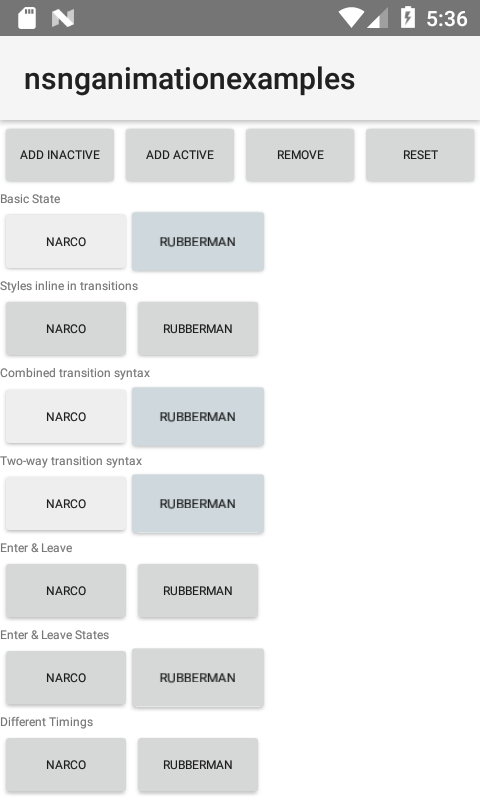 5:36
nsnganimationexamples
ADD INACTIVE ADD ACTIVE REMOVE RESET
Basic State
NARCO RUBBERMAN
Styles inline in transitions
NARCO RUBBERMAN
Combined transition syntax
NARCO RUBBERMAN
Two-way transition syntax
NARCO RUBBERMAN
Enter & Leave
NARCO RUBBERMAN
Enter & Leave States
NARCO RUBBERMAN
Different Timings
NARCO RUBBERMAN